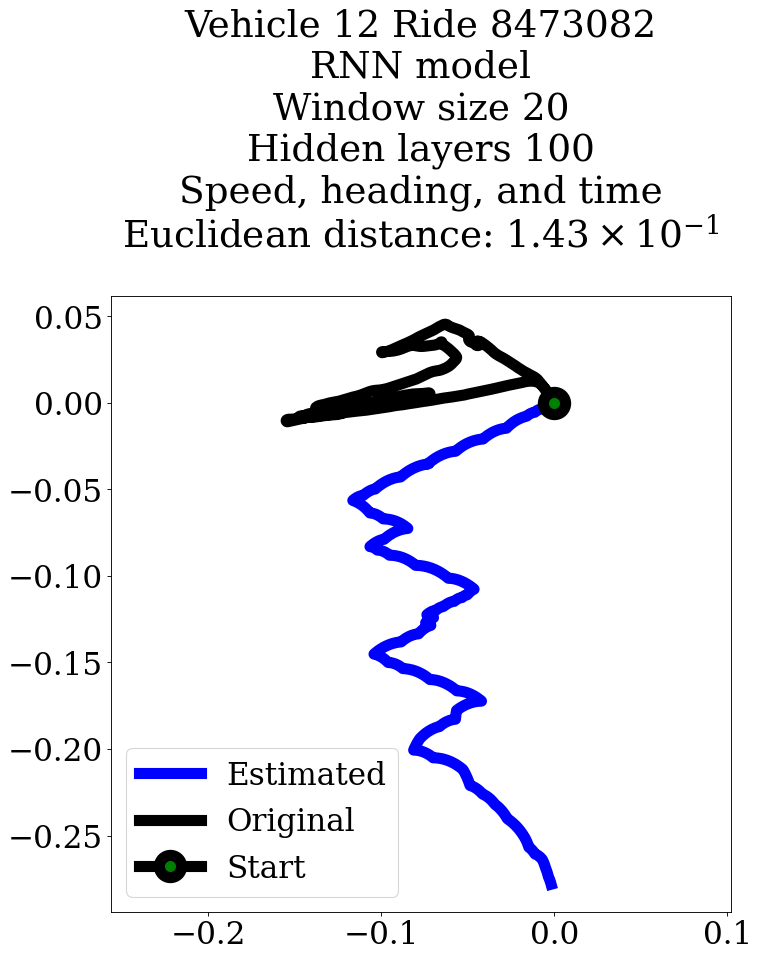 Vehicle 12 Ride 8473082
RNN model
Window size 20
Hidden layers 100
Speed, heading, and time
Euclidean distance: 1.43 × 10⁻¹
0.05
0.00
−0.05
−0.10
−0.15
−0.20
−0.25
Estimated
Original
Start
−0.2 −0.1 0.0 0.1